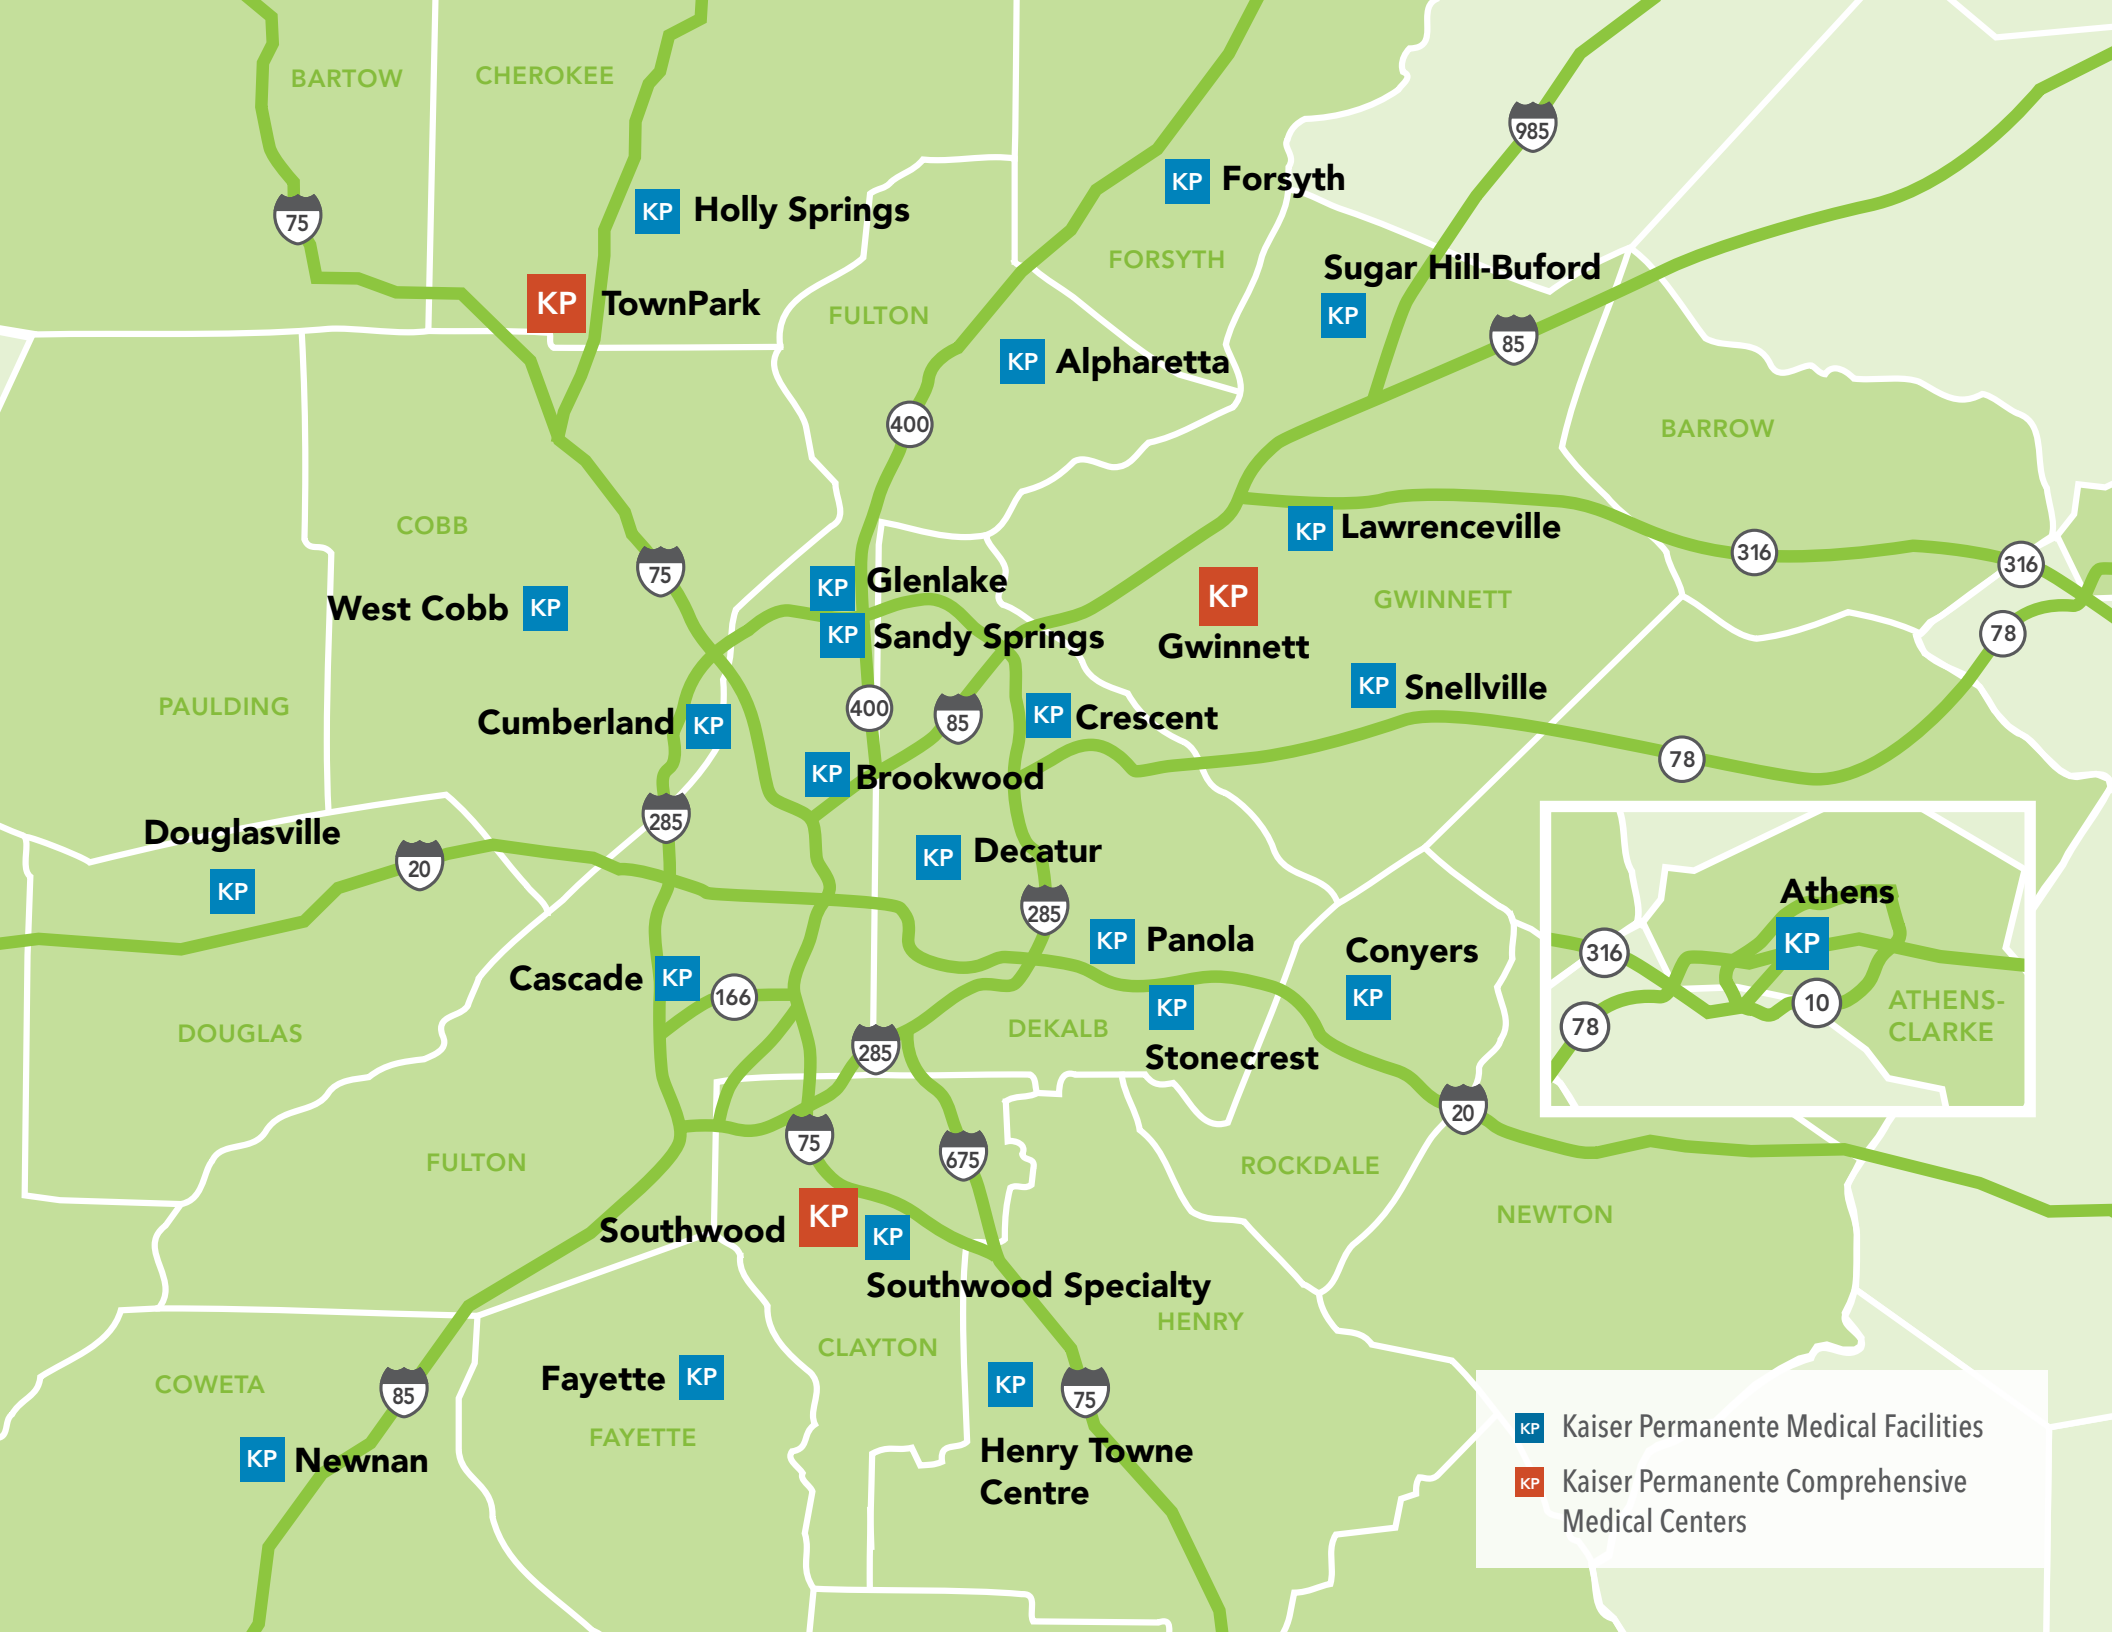 BARTOW
CHEROKEE
985
KP Forsyth
KP Holly Springs
75
FORSYTH
Sugar Hill-Buford
KP TownPark
KP
FULTON
85
KP Alpharetta
400
BARROW
COBB
KP Lawrenceville
316
316
75
KP Glenlake
KP
GWINNETT
West Cobb KP
KP Sandy Springs
78
Gwinnett
KP Snellville
PAULDING
400
85
KP Crescent
Cumberland KP
78
KP Brookwood
285
Douglasville
20
KP Decatur
KP
Athens
285
KP
KP Panola
Conyers
316
Cascade KP
166
KP
KP
10
ATHENS-
CLARKE
78
DOUGLAS
DEKALB
285
Stonecrest
20
75
675
FULTON
ROCKDALE
NEWTON
Southwood KP
KP
Southwood Specialty
HENRY
CLAYTON
COWETA
85
Fayette KP
KP
75
FAYETTE
KP Newnan
Henry Towne
Centre
KP Kaiser Permanente Medical Facilities
KP Kaiser Permanente Comprehensive
Medical Centers